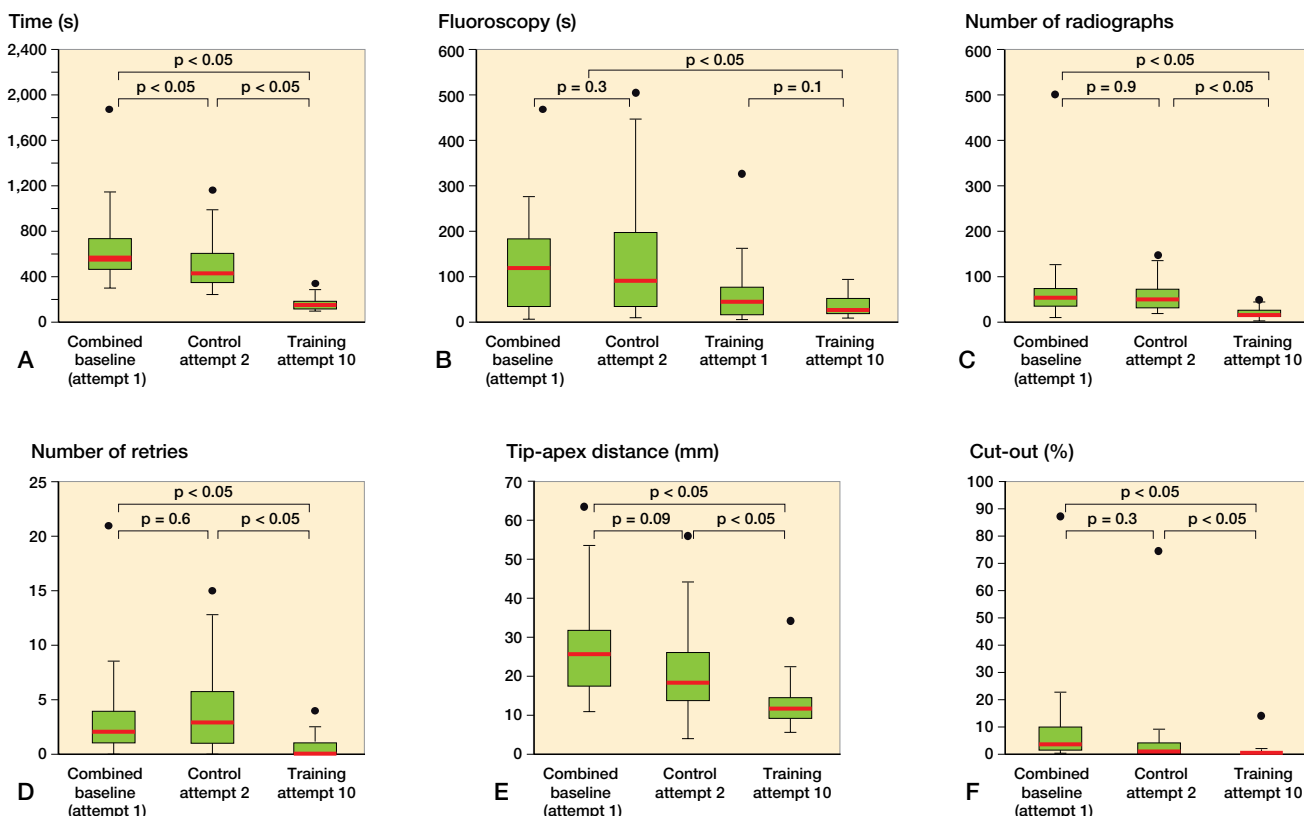 Time (s)
2,400
2,000
1,600
1,200
800
400
0
p < 0.05
p < 0.05 p < 0.05
Combined baseline (attempt 1)
Control attempt 2
Training attempt 10
A
Fluoroscopy (s)
600
500
400
300
200
100
0
p < 0.05
p = 0.3 p = 0.1
Combined baseline (attempt 1)
Control attempt 2
Training attempt 1
Training attempt 10
B
Number of radiographs
600
500
400
300
200
100
0
p < 0.05
p = 0.9 p < 0.05
Combined baseline (attempt 1)
Control attempt 2
Training attempt 10
C
Number of retries
25
20
15
10
5
0
p < 0.05
p = 0.6 p < 0.05
Combined baseline (attempt 1)
Control attempt 2
Training attempt 10
D
Tip-apex distance (mm)
70
60
50
40
30
20
10
0
p < 0.05
p = 0.09 p < 0.05
Combined baseline (attempt 1)
Control attempt 2
Training attempt 10
E
Cut-out (%)
100
90
80
70
60
50
40
30
20
10
0
p < 0.05
p = 0.3 p < 0.05
Combined baseline (attempt 1)
Control attempt 2
Training attempt 10
F